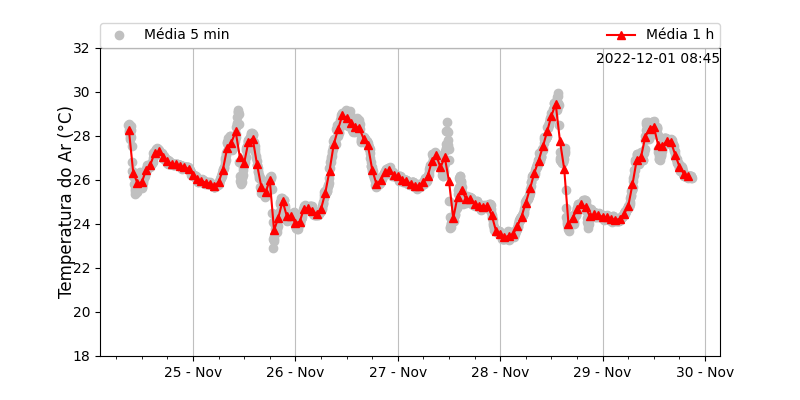 Média 5 min
Média 1 h
2022-12-01 08:45
Temperatura do Ar (°C)
32
30
28
26
24
22
20
18
25 - Nov
26 - Nov
27 - Nov
28 - Nov
29 - Nov
30 - Nov